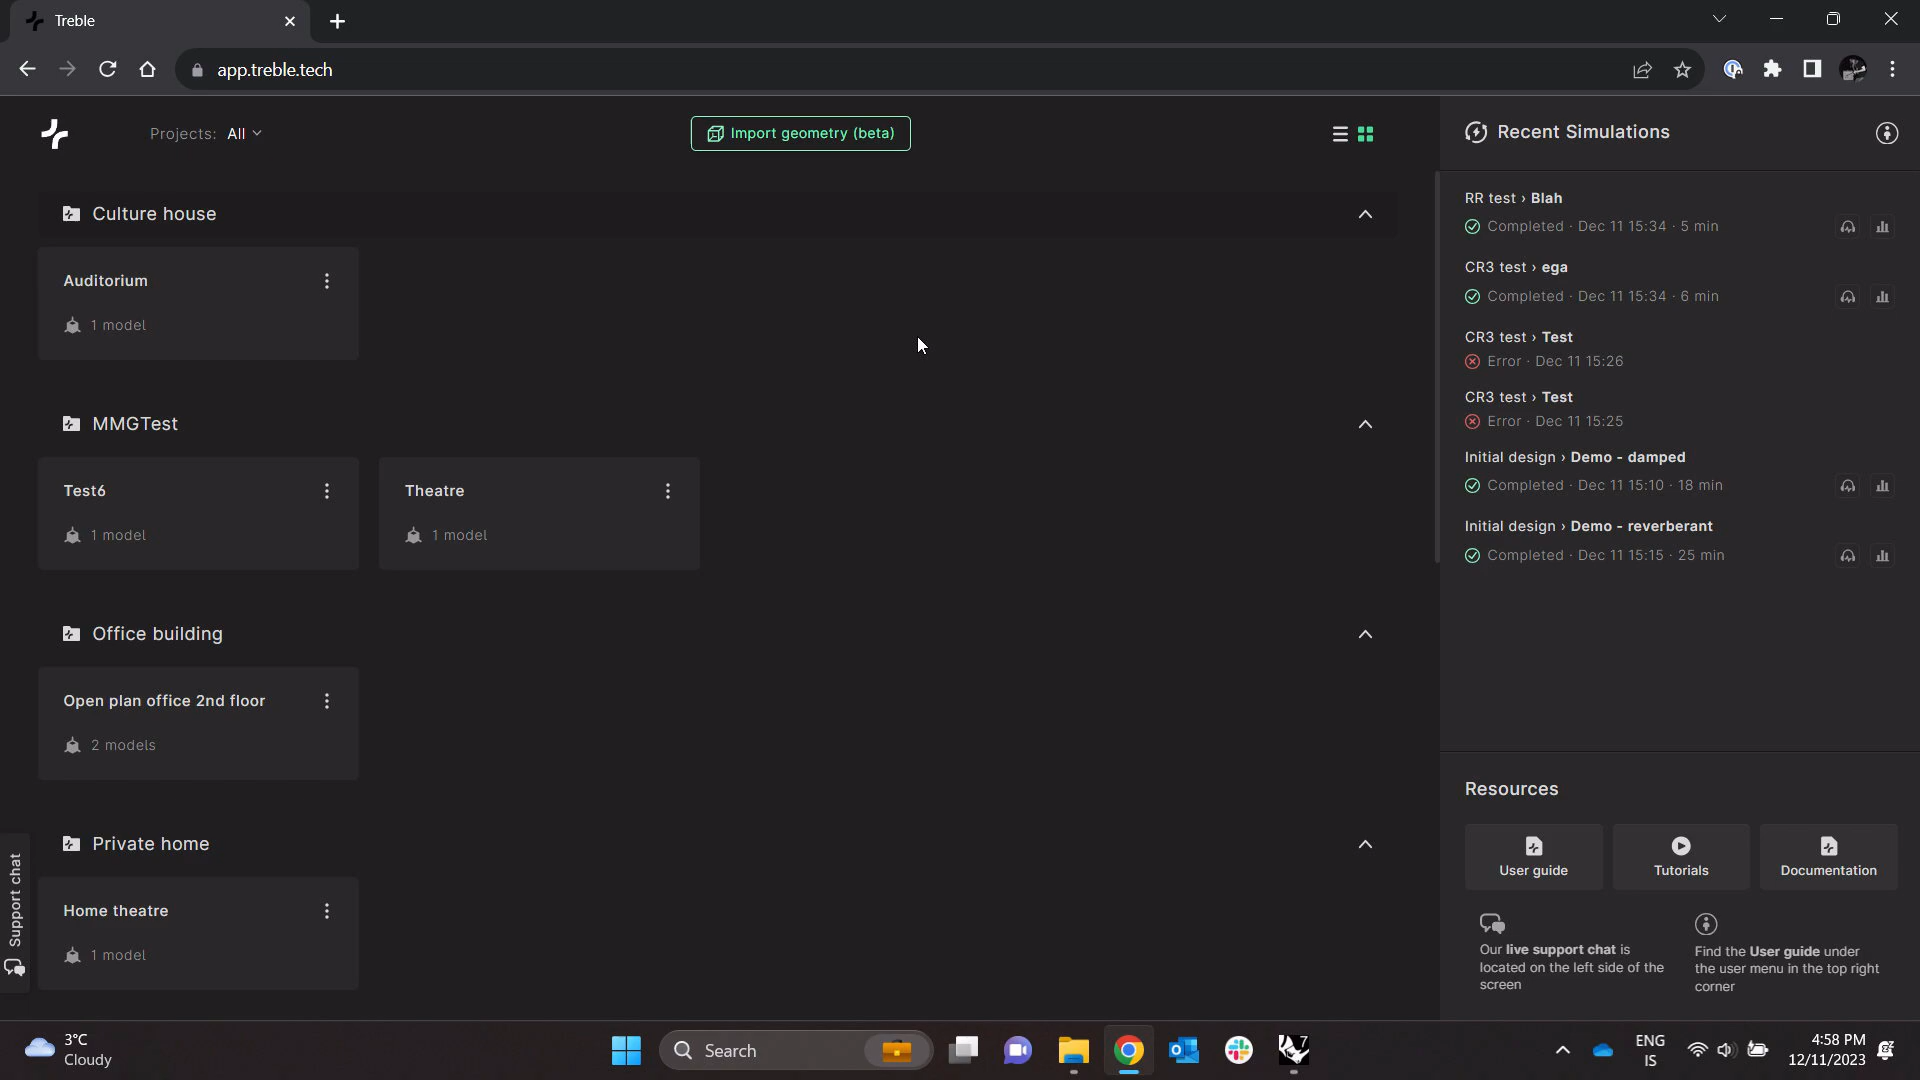 Treble
app.treble.tech
Projects: All
Import geometry (beta)
Recent Simulations
Culture house
Auditorium
1 model
MMGTest
Test6
1 model
Theatre
1 model
Office building
Open plan office 2nd floor
2 models
Private home
Home theatre
1 model
Support chat
RR test › Blah
Completed · Dec 11 15:34 · 5 min
CR3 test › ega
Completed · Dec 11 15:34 · 6 min
CR3 test › Test
Error · Dec 11 15:26
CR3 test › Test
Error · Dec 11 15:25
Initial design › Demo - damped
Completed · Dec 11 15:10 · 18 min
Initial design › Demo - reverberant
Completed · Dec 11 15:15 · 25 min
Resources
User guide
Tutorials
Documentation
Our live support chat is
located on the left side of the
screen
Find the User guide under
the user menu in the top right
corner
3°C
Cloudy
Search
7
ENG
IS
4:58 PM
12/11/2023